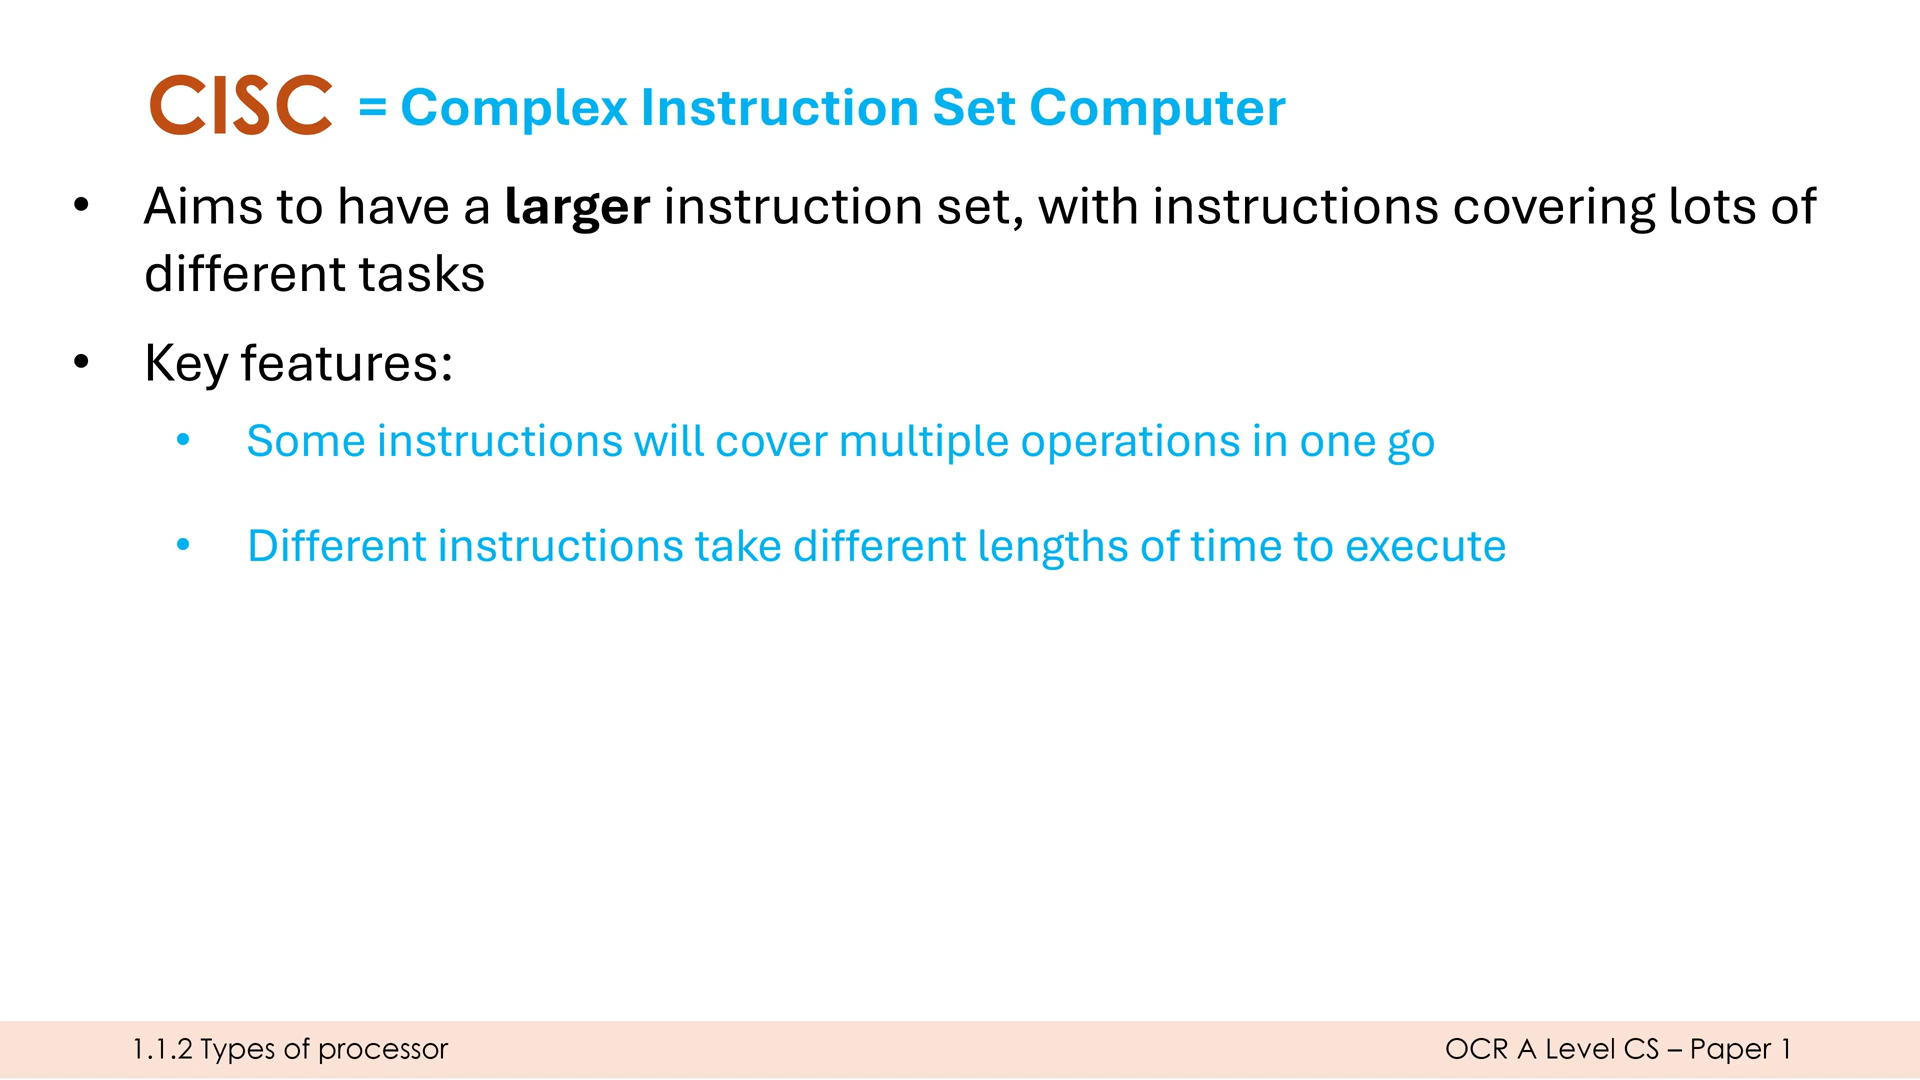 CISC = Complex Instruction Set Computer
• Aims to have a larger instruction set, with instructions covering lots of
different tasks
• Key features:
• Some instructions will cover multiple operations in one go
• Different instructions take different lengths of time to execute
1.1.2 Types of processor
OCR A Level CS – Paper 1